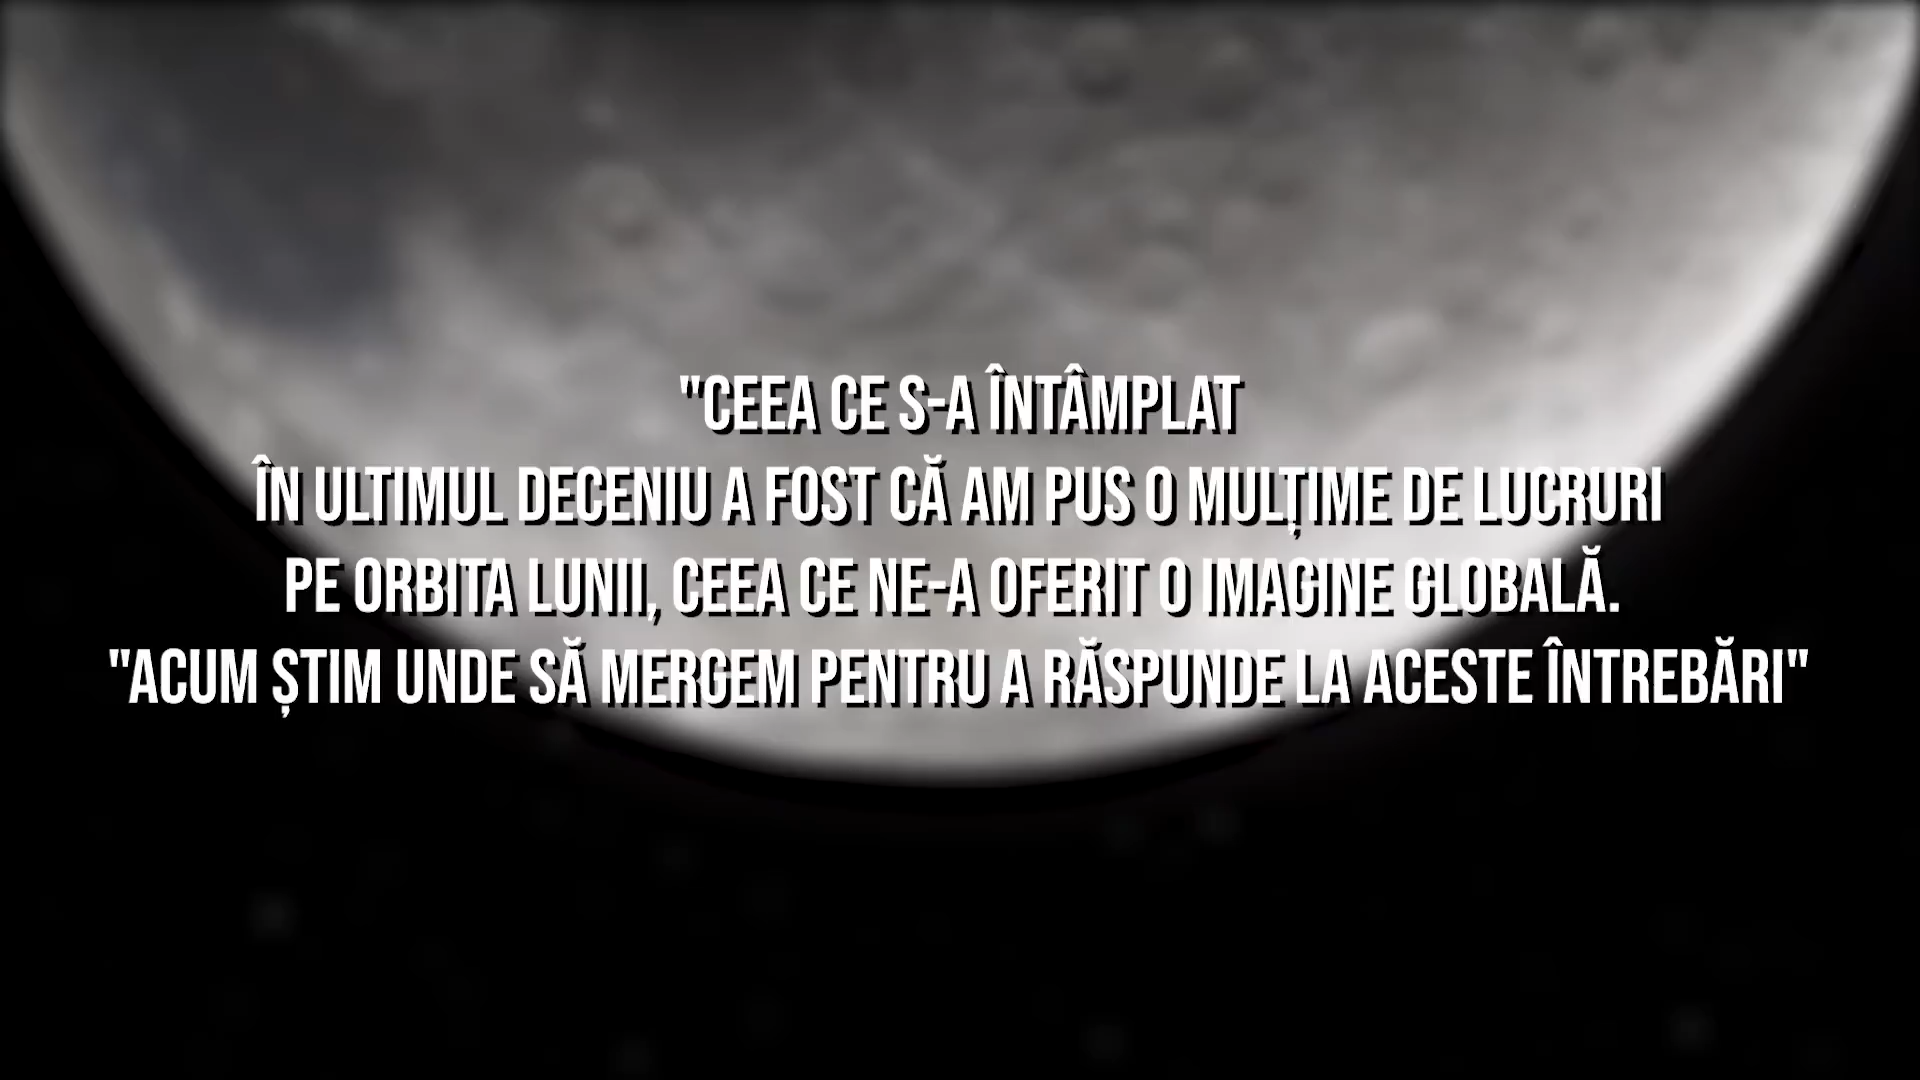 "CEEA CE S-A ÎNTÂMPLAT
ÎN ULTIMUL DECENIU A FOST CĂ AM PUS O MULȚIME DE LUCRURI
PE ORBITA LUNII, CEEA CE NE-A OFERIT O IMAGINE GLOBALĂ.
"ACUM ȘTIM UNDE SĂ MERGEM PENTRU A RĂSPUNDE LA ACESTE ÎNTREBĂRI"